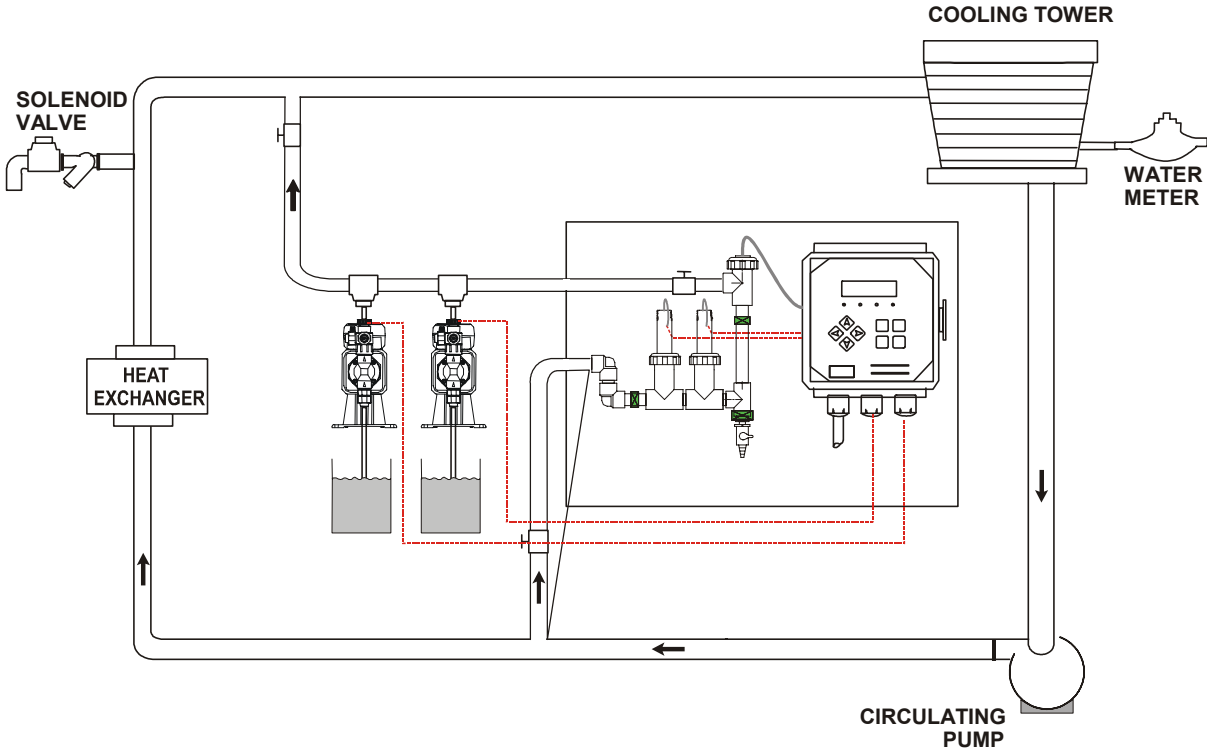 COOLING TOWER
SOLENOID
VALVE
WATER
METER
HEAT
EXCHANGER
CIRCULATING
PUMP